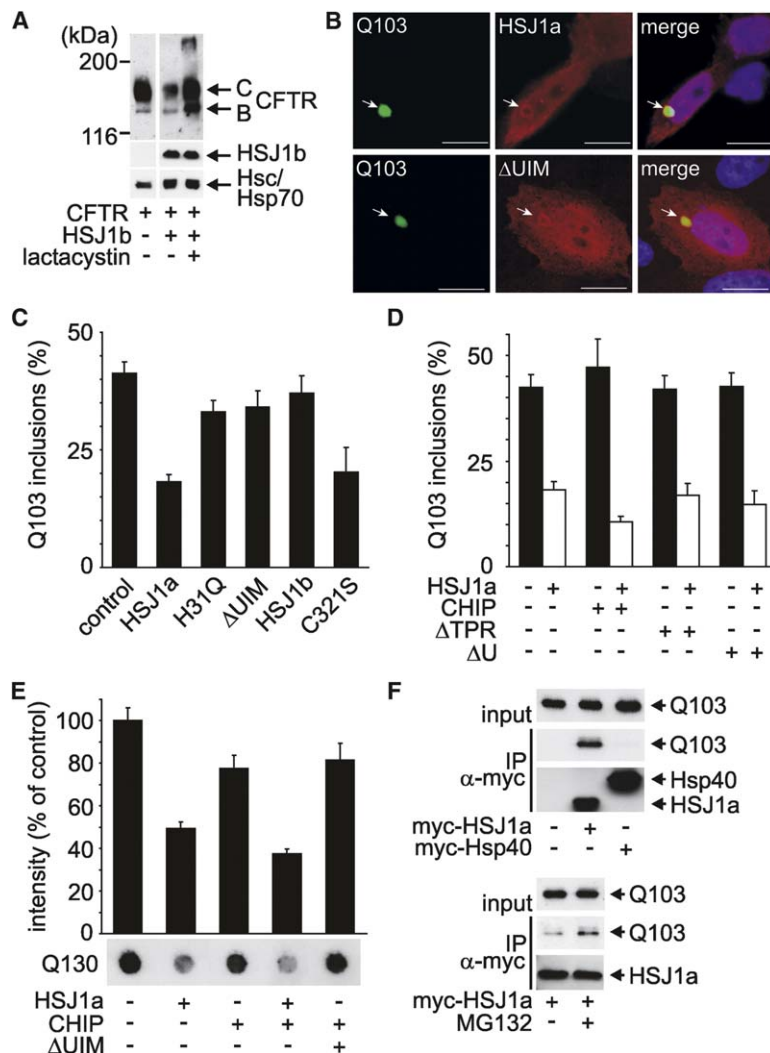 A
(kDa)
200
C
CFTR
B
116
HSJ1b
Hsc/
Hsp70
CFTR + + +
HSJ1b - + +
lactacystin - - +
B
Q103 HSJ1a merge
Q103 ΔUIM merge
C
Q103 inclusions (%)
50
25
0
control HSJ1a H31Q ΔUIM HSJ1b C321S
D
Q103 inclusions (%)
50
25
0
HSJ1a - + - + - + - +
CHIP - - + + - - - -
ΔTPR - - - - + + - -
ΔU - - - - - - + +
E
intensity (% of control)
100
80
60
40
20
0
Q130
HSJ1a - + - + -
CHIP - - + + +
ΔUIM - - - - +
F
input Q103
IP α-myc
Q103
Hsp40
HSJ1a
myc-HSJ1a - + -
myc-Hsp40 - - +
input Q103
IP α-myc
Q103
HSJ1a
myc-HSJ1a + +
MG132 - +